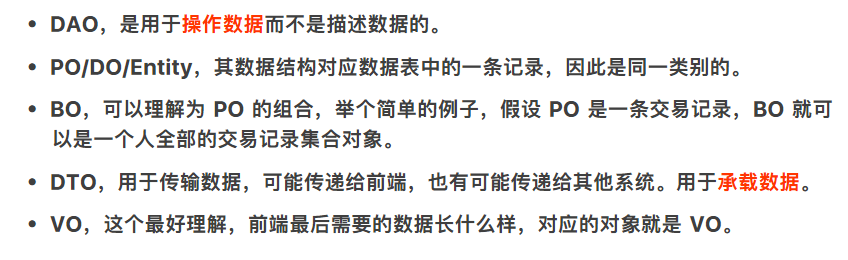 • DAO，是用于操作数据而不是描述数据的。
• PO/DO/Entity，其数据结构对应数据表中的一条记录，因此是同一类别的。
• BO，可以理解为 PO 的组合，举个简单的例子，假设 PO 是一条交易记录，BO 就可
以是一个人全部的交易记录集合对象。
• DTO，用于传输数据，可能传递给前端，也有可能传递给其他系统。用于承载数据。
• VO，这个最好理解，前端最后需要的数据长什么样，对应的对象就是 VO。